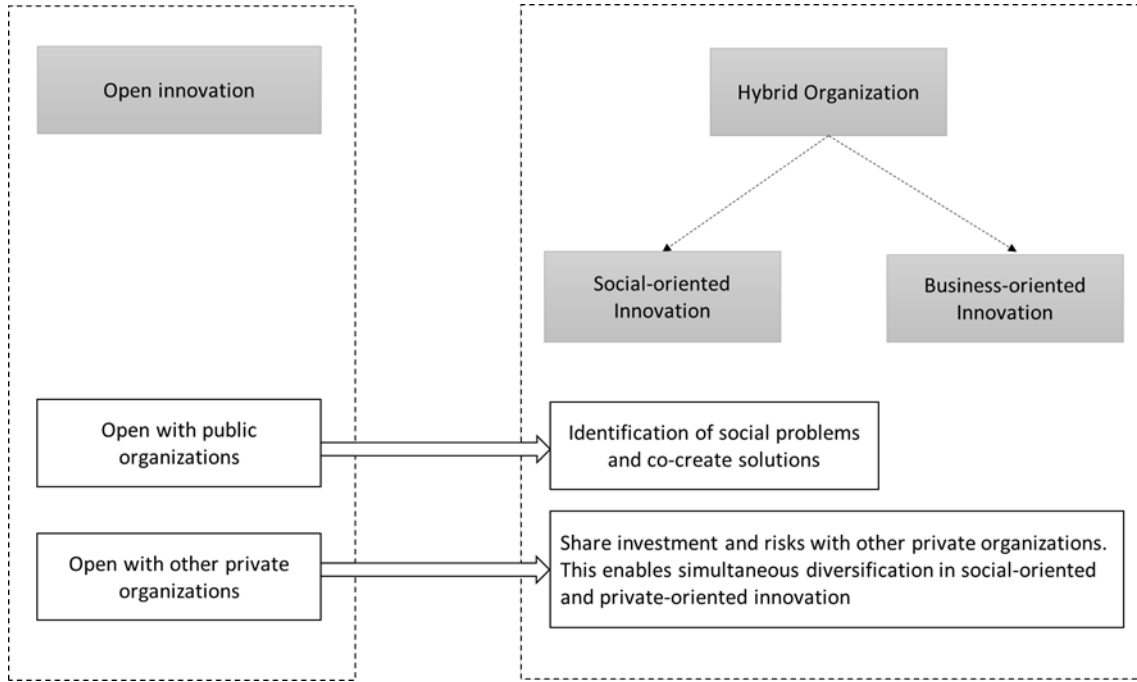 Open innovation
Hybrid Organization
Social-oriented
Innovation
Business-oriented
Innovation
Open with public
organizations
Identification of social problems
and co-create solutions
Open with other private
organizations
Share investment and risks with other private organizations.
This enables simultaneous diversification in social-oriented
and private-oriented innovation